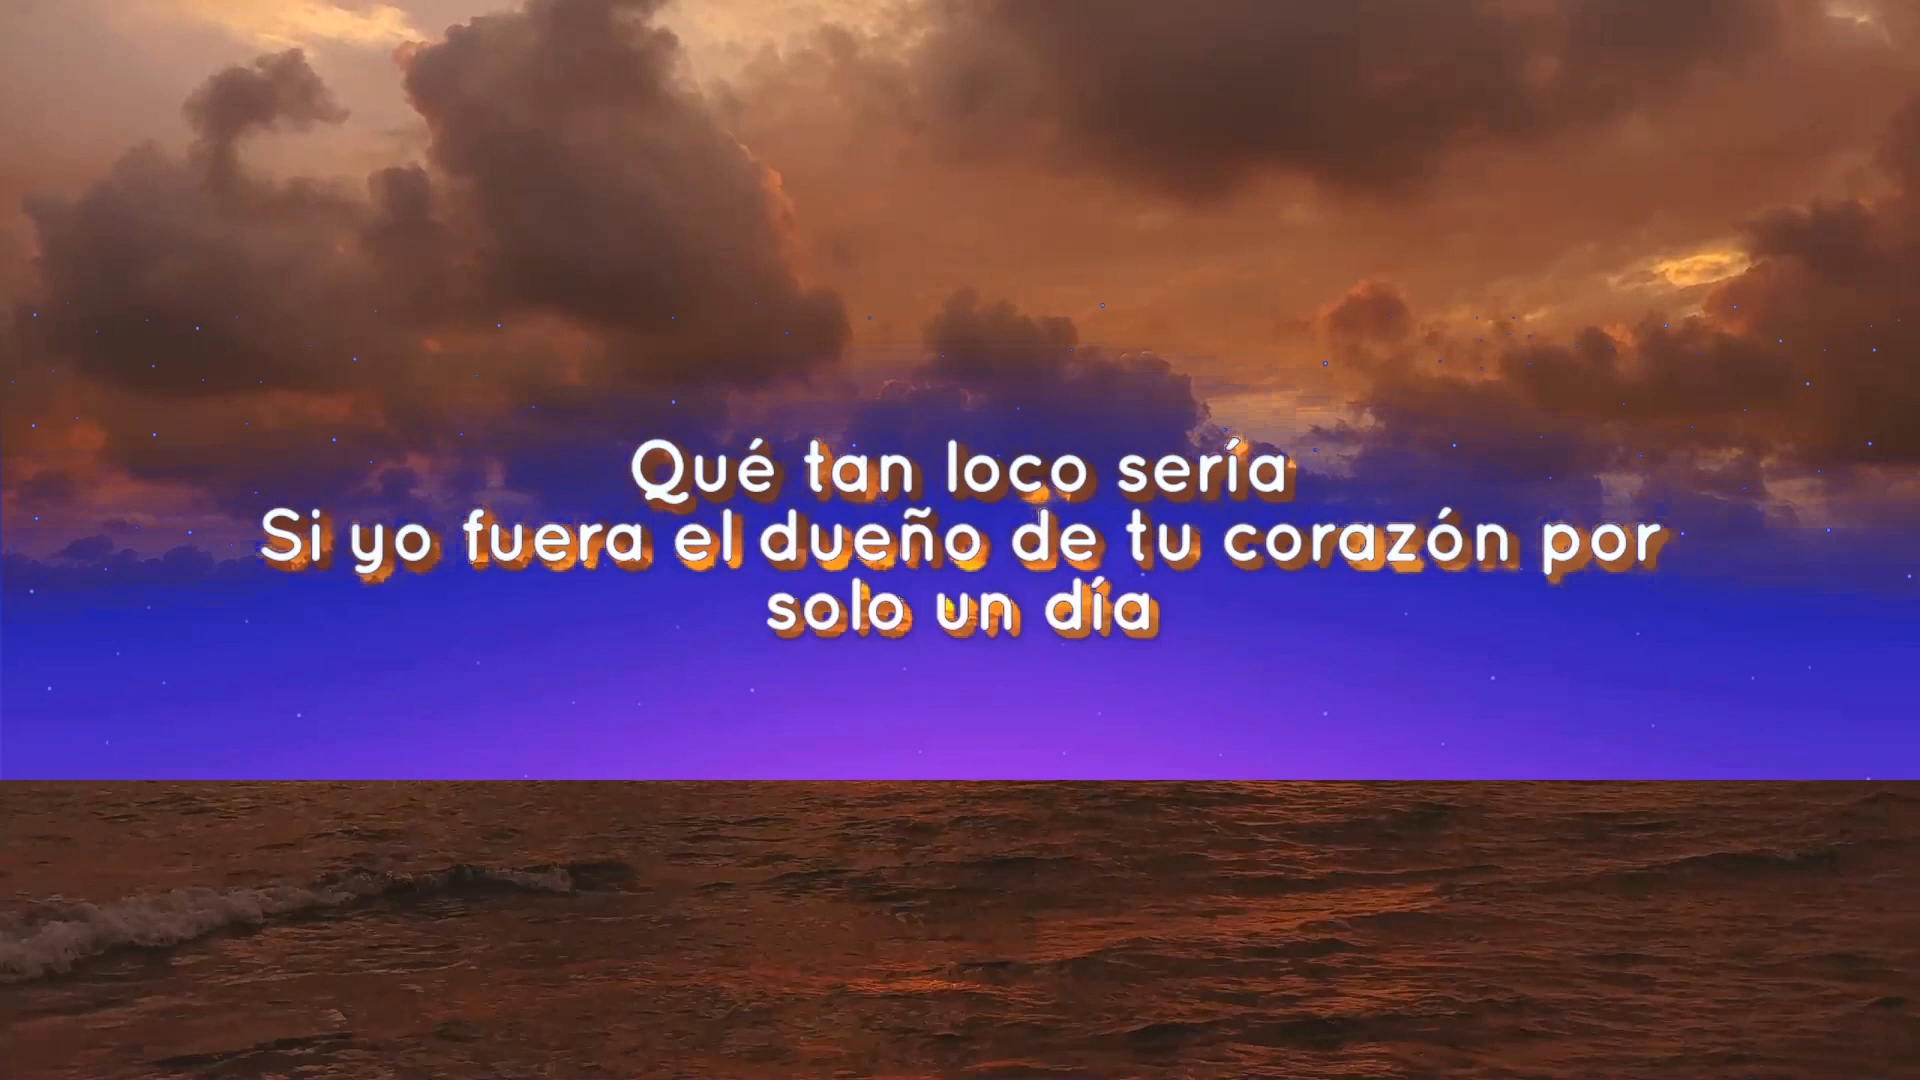 Qué tan loco sería
Si yo fuera el dueño de tu corazón por
solo un día